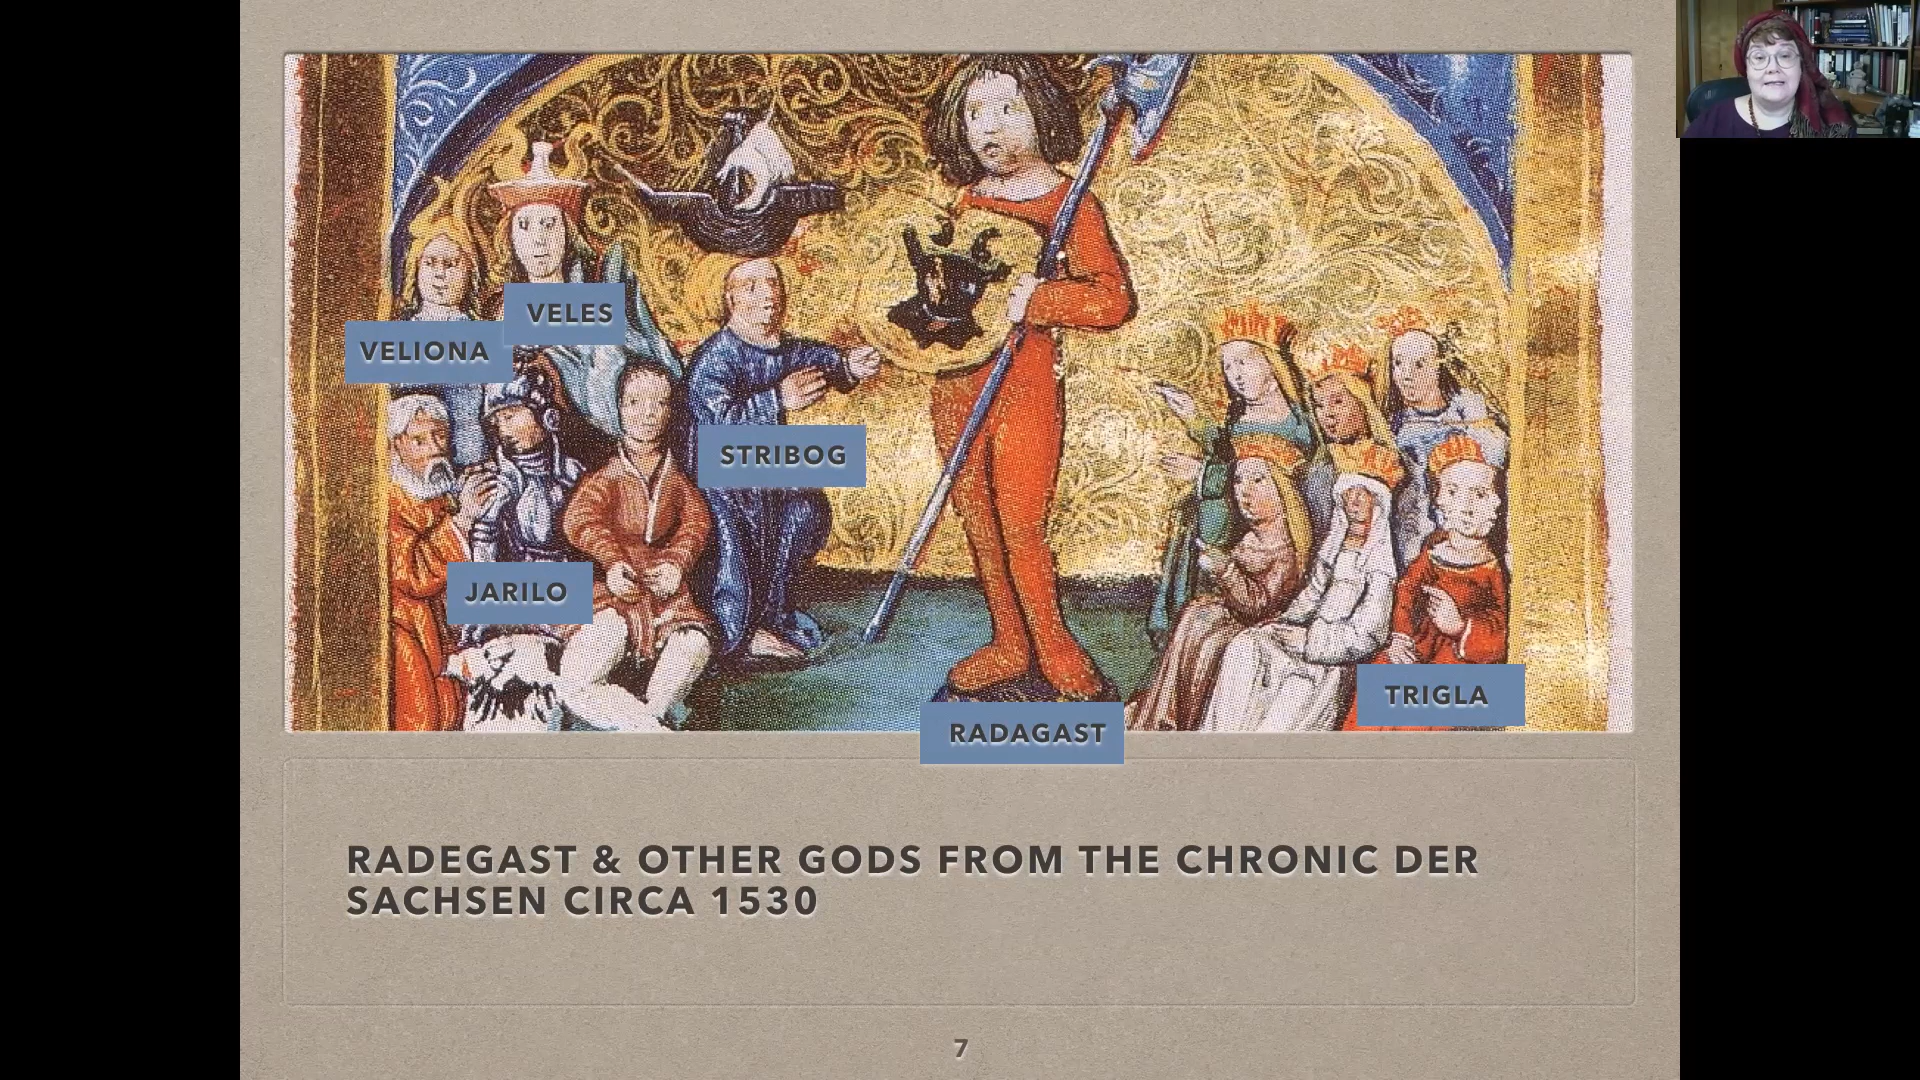 VELES
VELIONA
STRIBOG
JARILO
TRIGLA
RADAGAST
RADEGAST & OTHER GODS FROM THE CHRONIC DER
SACHSEN CIRCA 1530
7